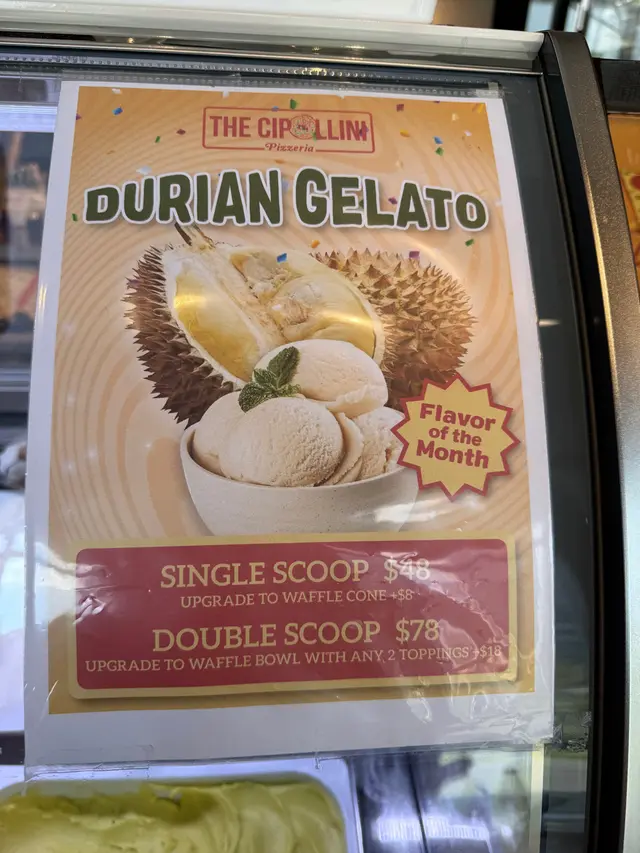 THE CIPOLLINI
Pizzeria
DURIAN GELATO
Flavor
of the
Month
SINGLE SCOOP $48
UPGRADE TO WAFFLE CONE +$8
DOUBLE SCOOP $78
UPGRADE TO WAFFLE BOWL WITH ANY 2 TOPPINGS +$18